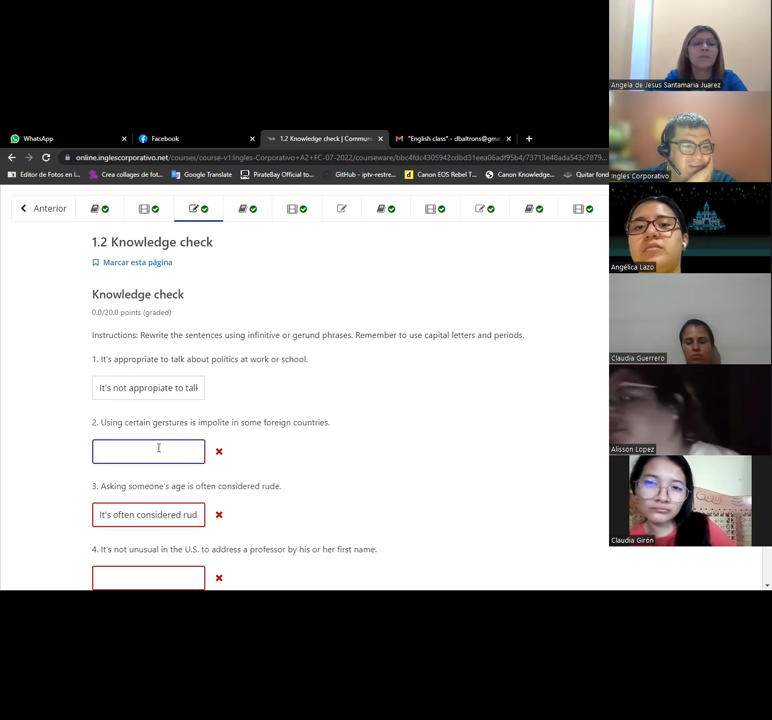 WhatsApp
Facebook
1.2 Knowledge check | Commun
"English class" - dbaltrons@gma
online.inglescorporativo.net/courses/course-v1:Ingles-Corporativo+A2+FC-07-2022/courseware/bbc4fdc4305942cdbd31eea06adf95b4/73713e48ada543c7879...
Editor de Fotos en l...
Crea collages de fot...
Google Translate
PirateBay Official to...
GitHub - iptv-restre...
Canon EOS Rebel T...
Canon Knowledge...
Quitar fond
Anterior
1.2 Knowledge check
Marcar esta página
Knowledge check
0.0/20.0 points (graded)
Instructions: Rewrite the sentences using infinitive or gerund phrases. Remember to use capital letters and periods.
1. It's appropriate to talk about politics at work or school.
It's not appropiate to talk
2. Using certain gerstures is impolite in some foreign countries.
3. Asking someone's age is often considered rude.
It's often considered rud
4. It's not unusual in the U.S. to address a professor by his or her first name.
Angela de Jesus Santamaria Juarez
Ingles Corporativo
Angélica Lazo
Claudia Guerrero
Alisson Lopez
Claudia Girón